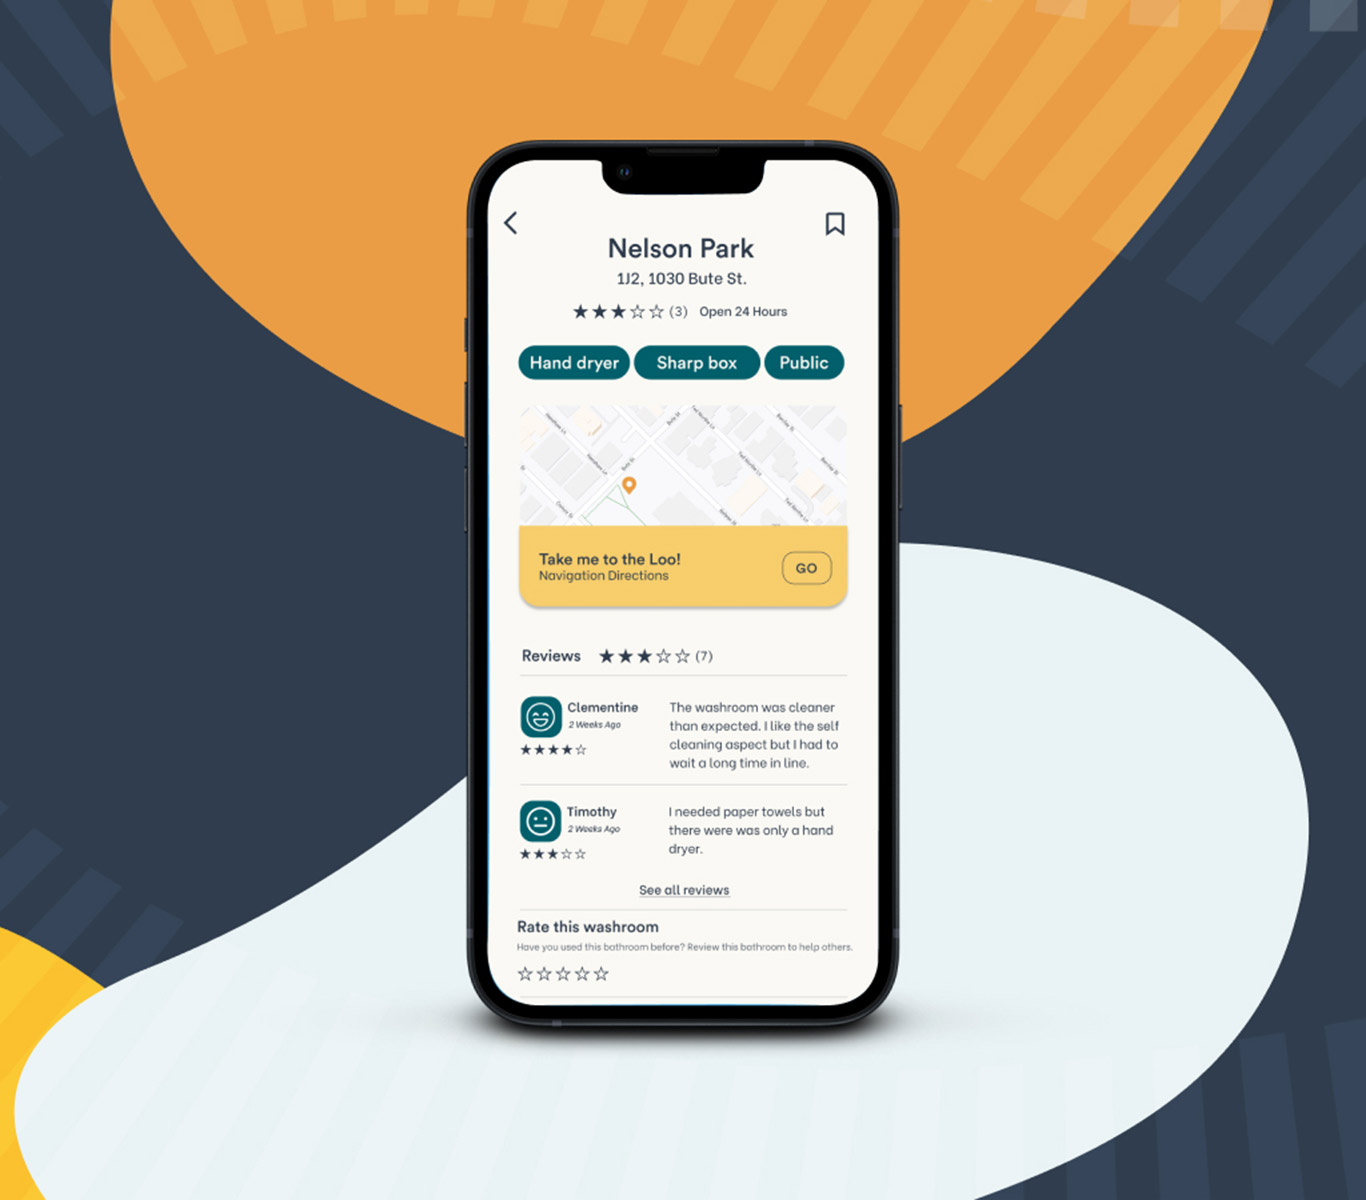 Nelson Park
1J2, 1030 Bute St.
(3) Open 24 Hours
Hand dryer Sharp box Public
Bute St
Bute St
Take me to the Loo!
Navigation Directions
GO
Reviews (7)
Clementine
2 Weeks Ago
The washroom was cleaner
than expected. I like the self
cleaning aspect but I had to
wait a long time in line.
Timothy
2 Weeks Ago
I needed paper towels but
there were was only a hand
dryer.
See all reviews
Rate this washroom
Have you used this bathroom before? Review this bathroom to help others.